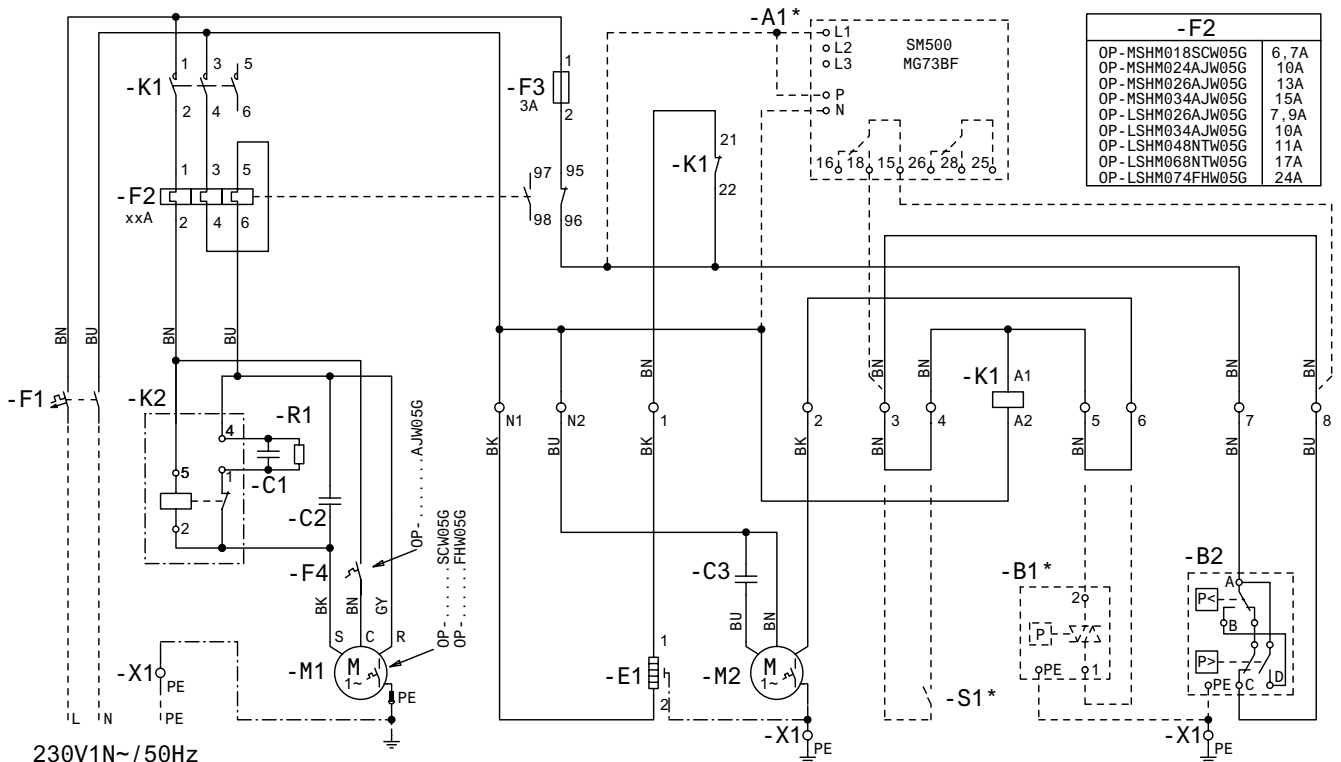 -A1*
L1
L2
L3
P
N
SM500
MG73BF
16 18 15 26 28 25
-F2
OP-MSHM018SCW05G 6,7A
OP-MSHM024AJW05G 10A
OP-MSHM026AJW05G 13A
OP-MSHM034AJW05G 15A
OP-LSHM026AJW05G 7,9A
OP-LSHM034AJW05G 10A
OP-LSHM048NTW05G 11A
OP-LSHM068NTW05G 17A
OP-LSHM074FHW05G 24A
-K1
1 3 5
2 4 6
-F3
3A
1
2
-K1
21
22
-F2
xxA
1 3 5
2 4 6
97 95
98 96
BN
BU
BN
BU
BN
BN
BN
BN
BN
BN
-F1
-K2
-R1
-C1
4
1
5
2
-C2
-F4
OP-.......AJW05G
OP-.......SCW05G
OP-.......FHW05G
BK
BN
GY
S C R
-M1
M
1~
PE
-X1
PE
L N PE
230V1N~/50Hz
N1 N2 1 2 3 4
-K1
A1
A2
5 6 7 8
BK
BU
BK
BK
BN
BN
BN
BN
BU
-E1
1
2
-C3
BU
BN
-M2
M
1~
-X1
PE
-S1*
-B1*
2
P
PE
1
-B2
A
P<
B
P>
PE
C
D
-X1
PE